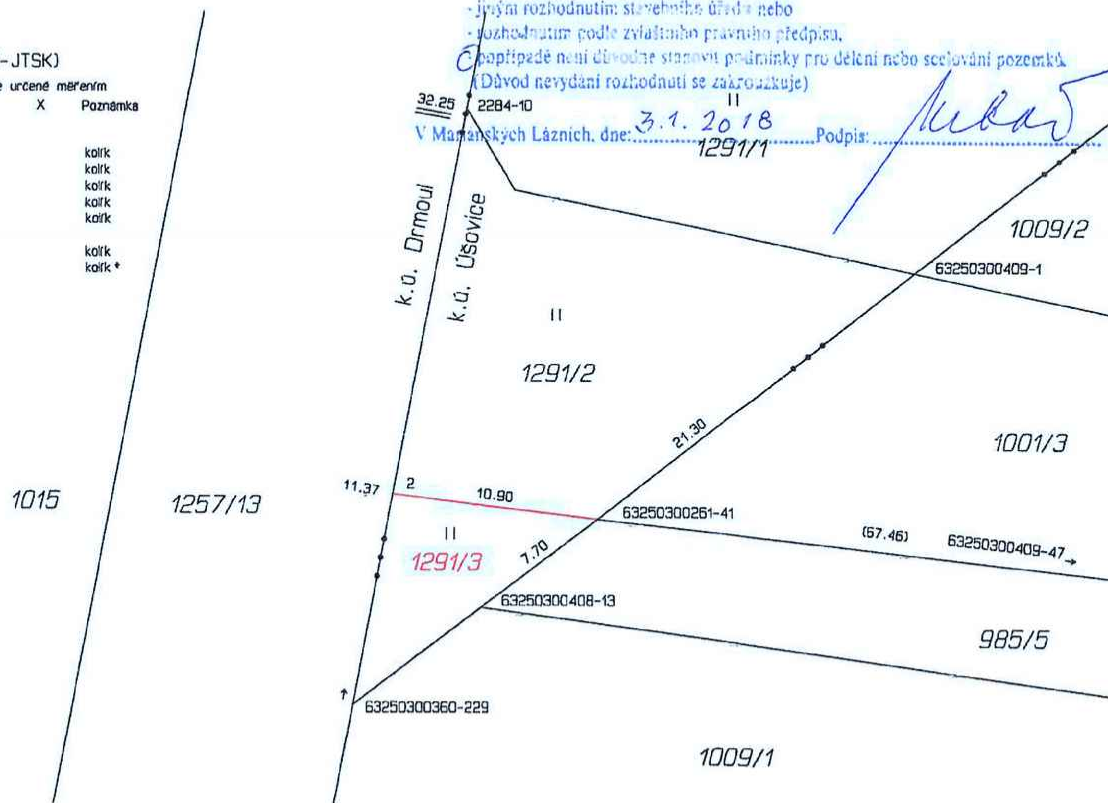 - jiným rozhodnutím stavebního úřadu nebo
- rozhodnutím podle zvláštního právního předpisu,
c popřípadě není důvodné stanovit podmínky pro dělení nebo scelování pozemků
(Důvod nevydání rozhodnutí se zakroužkuje)
V Mariánských Lázních, dne: 3.1. 2018 Podpis:
-JTSK)
e určené měřením
X Poznámka
kolík
kolík
kolík
kolík
kolík
kolík
kolík +
32.25
2284-10
II
1291/1
1009/2
k.ú. Drmoul
k.ú. Úšovice
63250300409-1
II
1291/2
21.30
1001/3
1015
1257/13
11.37
2
10.90
63250300261-41
(67.46)
63250300409-47
II
1291/3
7.70
63250300408-13
985/5
63250300360-229
1009/1